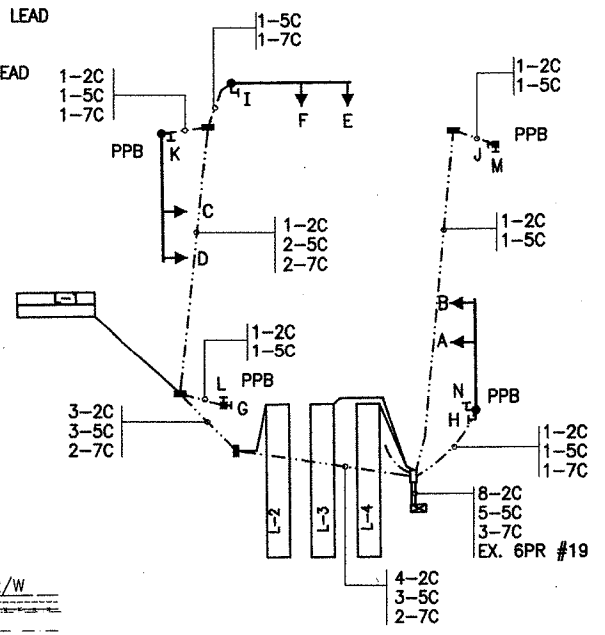 LEAD
EAD
1-5C
1-7C
1-2C
1-5C
1-7C
I
F
E
PPB
K
C
D
1-2C
2-5C
2-7C
1-2C
1-5C
J
PPB
M
1-2C
1-5C
B
A
N
PPB
H
1-2C
1-5C
L
PPB
G
3-2C
3-5C
2-7C
1-2C
1-5C
1-7C
L-2
L-3
L-4
8-2C
5-5C
3-7C
EX. 6PR #19
4-2C
3-5C
2-7C
/W